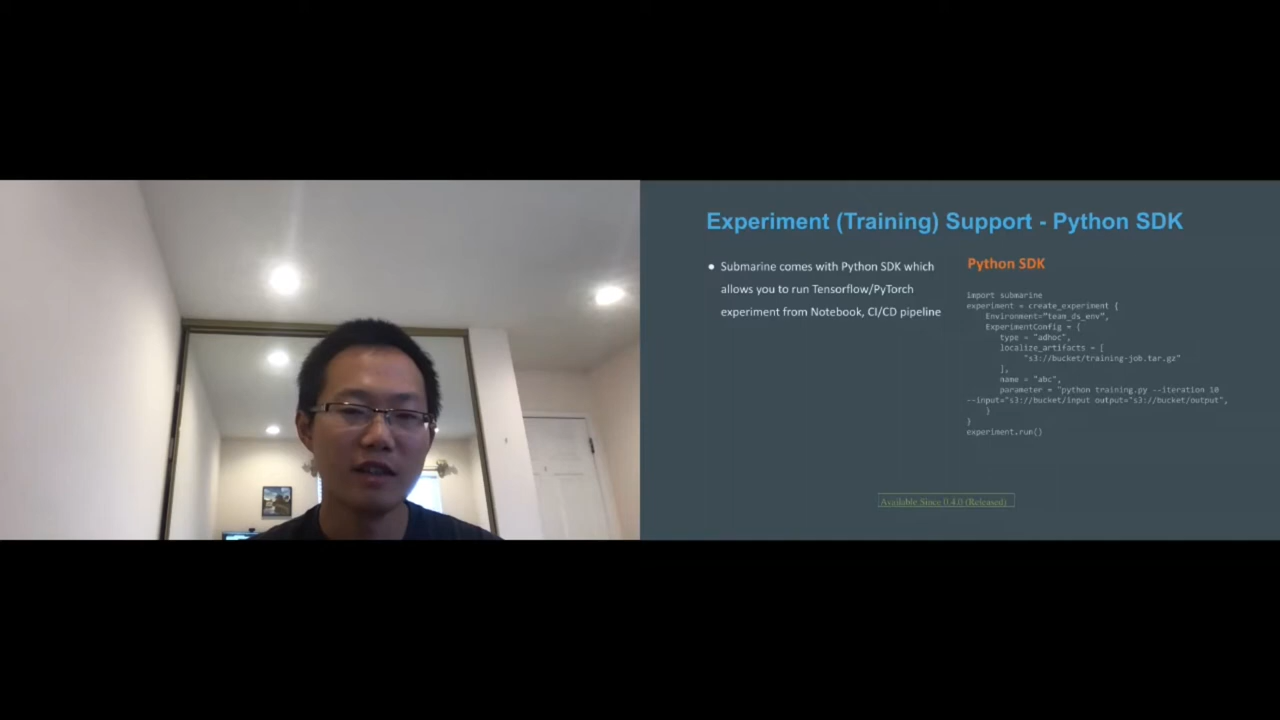 Experiment (Training) Support - Python SDK
● Submarine comes with Python SDK which
allows you to run Tensorflow/PyTorch
experiment from Notebook, CI/CD pipeline
Python SDK
import submarine
experiment = create_experiment {
Environment="team_ds_env",
ExperimentConfig = {
type = "adhoc",
localize_artifacts = [
"s3://bucket/training-job.tar.gz"
],
name = "abc",
parameter = "python training.py --iteration 10
--input="s3://bucket/input output="s3://bucket/output",
}
}
experiment.run()
Available Since 0.4.0 (Released)